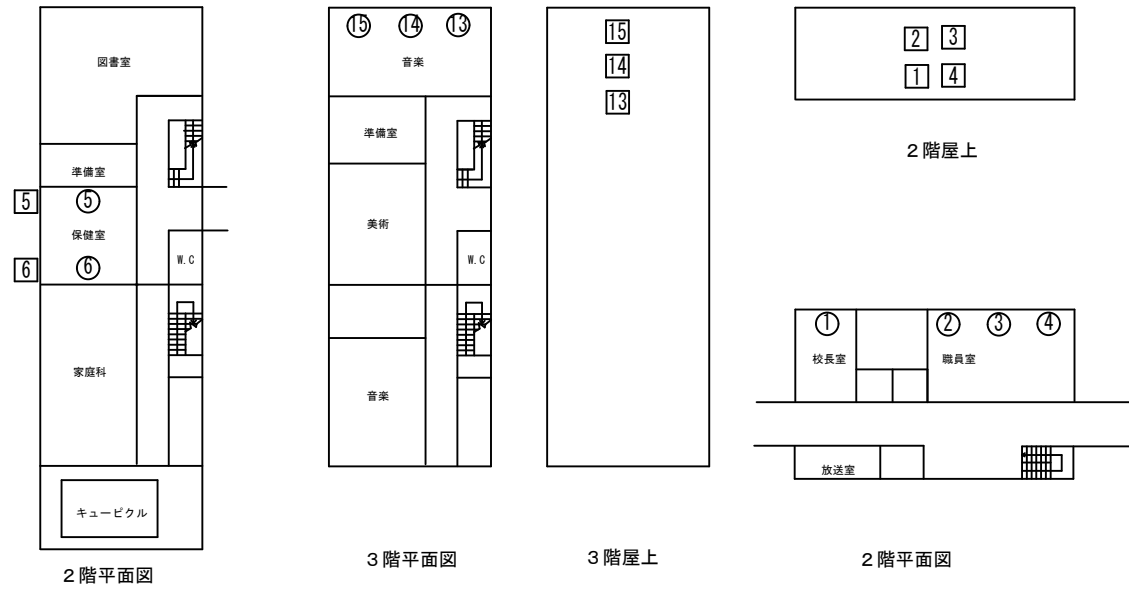 図書室
準備室
5
⑤
保健室
6
⑥
W.C
家庭科
キュービクル
2階平面図
⑮
⑭
⑬
音楽
準備室
美術
W.C
音楽
3階平面図
15
14
13
3階屋上
2
3
1
4
2階屋上
①
②
③
④
校長室
職員室
放送室
2階平面図